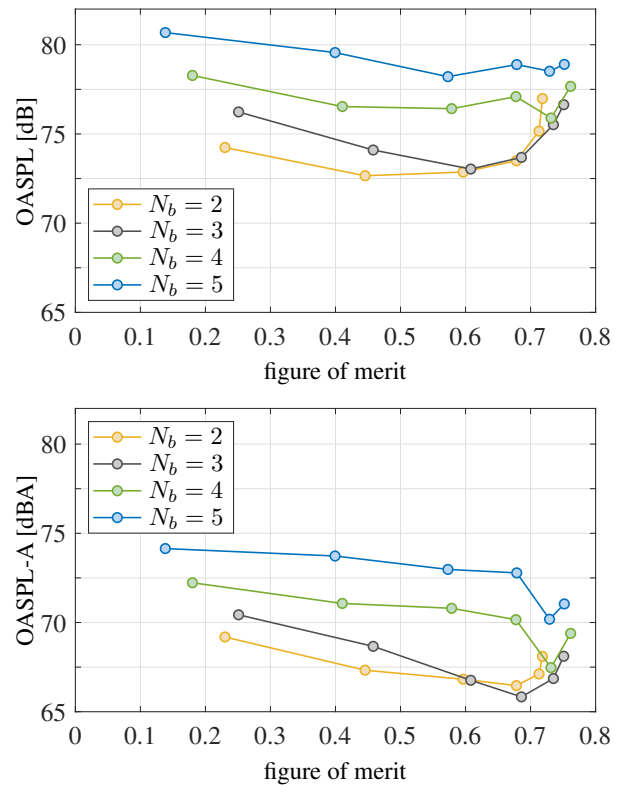 80
75
70
65
OASPL [dB]
N_b = 2
N_b = 3
N_b = 4
N_b = 5
0 0.1 0.2 0.3 0.4 0.5 0.6 0.7 0.8
figure of merit
80
75
70
65
OASPL-A [dBA]
N_b = 2
N_b = 3
N_b = 4
N_b = 5
0 0.1 0.2 0.3 0.4 0.5 0.6 0.7 0.8
figure of merit